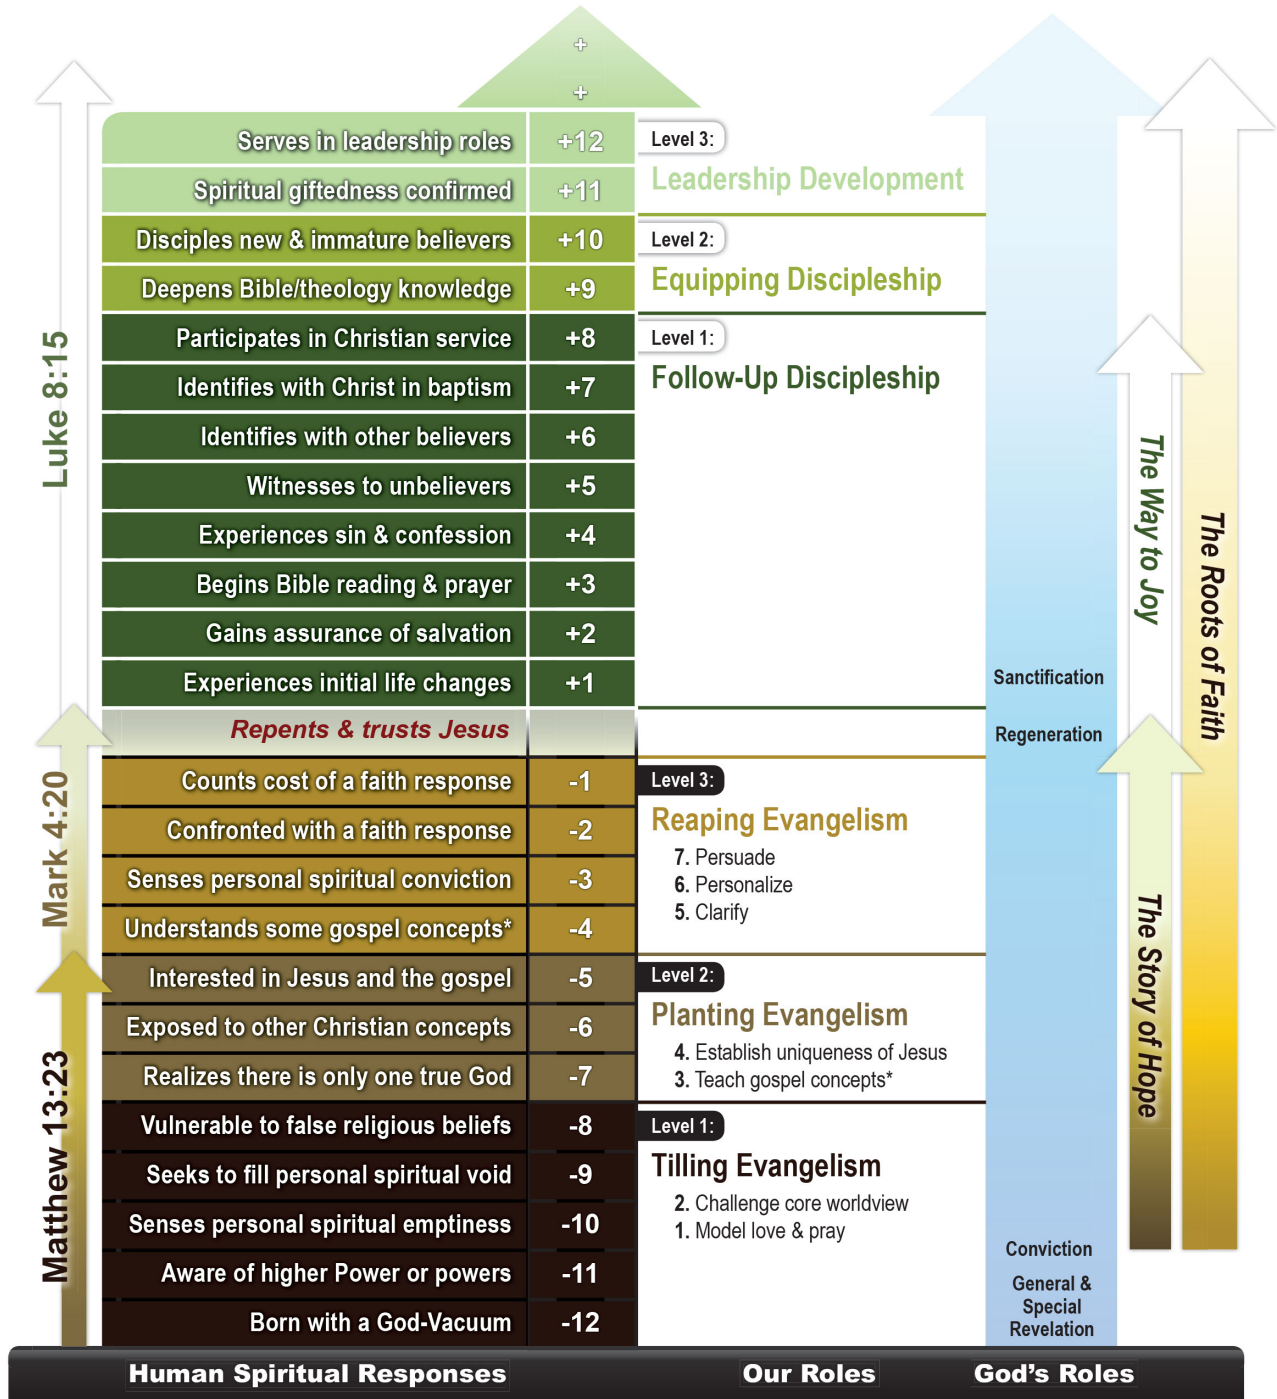 +
+
Serves in leadership roles +12
Spiritual giftedness confirmed +11
Disciples new & immature believers +10
Deepens Bible/theology knowledge +9
Participates in Christian service +8
Identifies with Christ in baptism +7
Identifies with other believers +6
Witnesses to unbelievers +5
Experiences sin & confession +4
Begins Bible reading & prayer +3
Gains assurance of salvation +2
Experiences initial life changes +1
Repents & trusts Jesus
Counts cost of a faith response -1
Confronted with a faith response -2
Senses personal spiritual conviction -3
Understands some gospel concepts* -4
Interested in Jesus and the gospel -5
Exposed to other Christian concepts -6
Realizes there is only one true God -7
Vulnerable to false religious beliefs -8
Seeks to fill personal spiritual void -9
Senses personal spiritual emptiness -10
Aware of higher Power or powers -11
Born with a God-Vacuum -12
Luke 8:15
Mark 4:20
Matthew 13:23
Level 3:
Leadership Development
Level 2:
Equipping Discipleship
Level 1:
Follow-Up Discipleship
Level 3:
Reaping Evangelism
7. Persuade
6. Personalize
5. Clarify
Level 2:
Planting Evangelism
4. Establish uniqueness of Jesus
3. Teach gospel concepts*
Level 1:
Tilling Evangelism
2. Challenge core worldview
1. Model love & pray
Sanctification
Regeneration
Conviction
General &
Special
Revelation
The Way to Joy
The Story of Hope
The Roots of Faith
Human Spiritual Responses
Our Roles
God's Roles